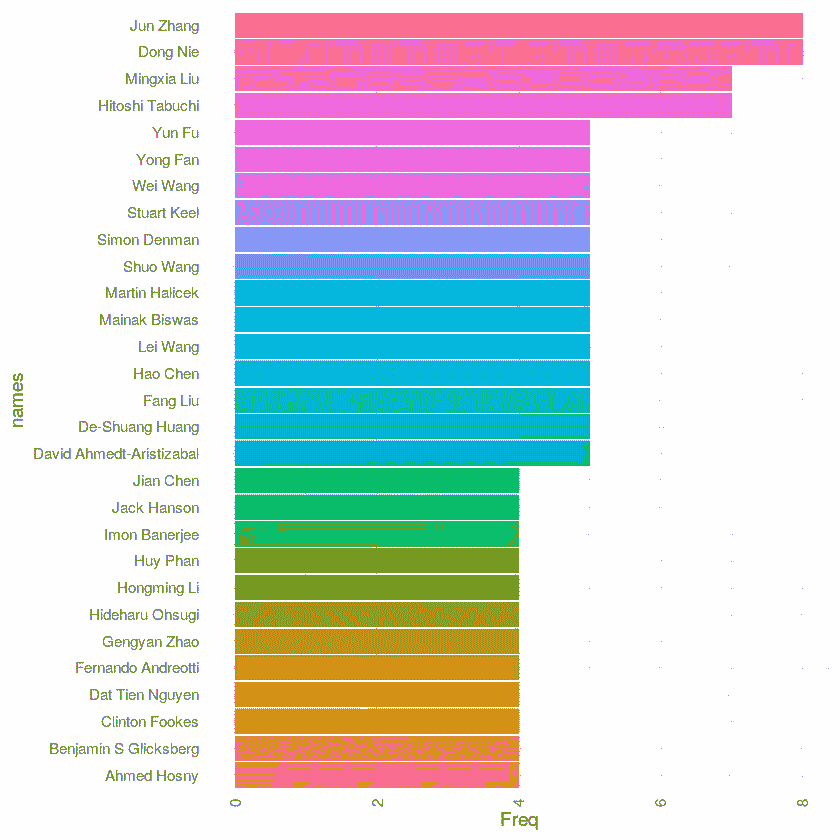 Jun Zhang
Dong Nie
Mingxia Liu
Hitoshi Tabuchi
Yun Fu
Yong Fan
Wei Wang
Stuart Keel
Simon Denman
Shuo Wang
Martin Halicek
Mainak Biswas
Lei Wang
Hao Chen
Fang Liu
De-Shuang Huang
David Ahmedt-Aristizabal
Jian Chen
Jack Hanson
Imon Banerjee
Huy Phan
Hongming Li
Hideharu Ohsugi
Gengyan Zhao
Fernando Andreotti
Dat Tien Nguyen
Clinton Fookes
Benjamin S Glicksberg
Ahmed Hosny
names
0 2 4 6 8
Freq